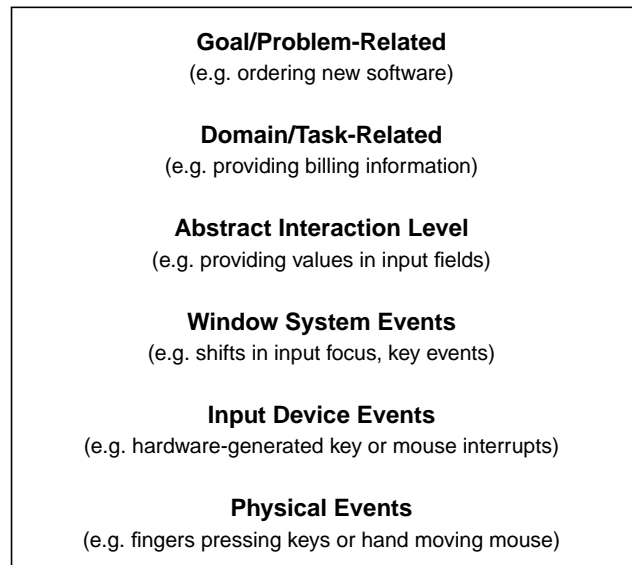 Goal/Problem-Related
(e.g. ordering new software)
Domain/Task-Related
(e.g. providing billing information)
Abstract Interaction Level
(e.g. providing values in input fields)
Window System Events
(e.g. shifts in input focus, key events)
Input Device Events
(e.g. hardware-generated key or mouse interrupts)
Physical Events
(e.g. fingers pressing keys or hand moving mouse)